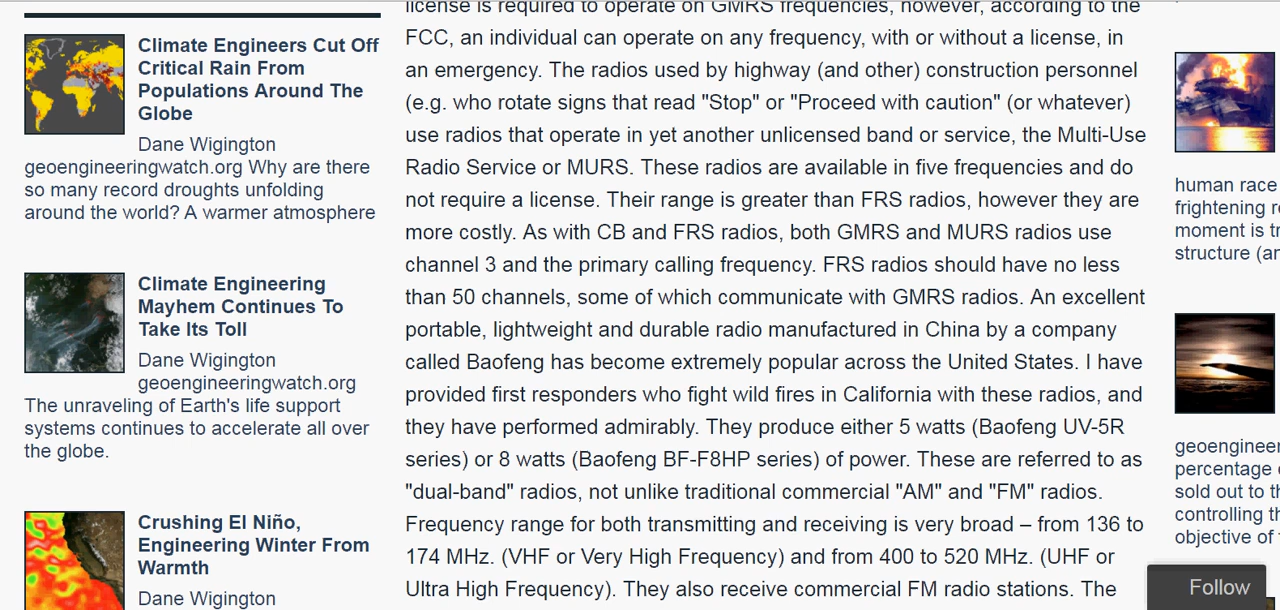 Climate Engineers Cut Off
Critical Rain From
Populations Around The
Globe
Dane Wigington
geoengineeringwatch.org Why are there
so many record droughts unfolding
around the world? A warmer atmosphere
Climate Engineering
Mayhem Continues To
Take Its Toll
Dane Wigington
geoengineeringwatch.org
The unraveling of Earth's life support
systems continues to accelerate all over
the globe.
Crushing El Niño,
Engineering Winter From
Warmth
Dane Wigington
license is required to operate on GMRS frequencies, however, according to the
FCC, an individual can operate on any frequency, with or without a license, in
an emergency. The radios used by highway (and other) construction personnel
(e.g. who rotate signs that read "Stop" or "Proceed with caution" (or whatever)
use radios that operate in yet another unlicensed band or service, the Multi-Use
Radio Service or MURS. These radios are available in five frequencies and do
not require a license. Their range is greater than FRS radios, however they are
more costly. As with CB and FRS radios, both GMRS and MURS radios use
channel 3 and the primary calling frequency. FRS radios should have no less
than 50 channels, some of which communicate with GMRS radios. An excellent
portable, lightweight and durable radio manufactured in China by a company
called Baofeng has become extremely popular across the United States. I have
provided first responders who fight wild fires in California with these radios, and
they have performed admirably. They produce either 5 watts (Baofeng UV-5R
series) or 8 watts (Baofeng BF-F8HP series) of power. These are referred to as
"dual-band" radios, not unlike traditional commercial "AM" and "FM" radios.
Frequency range for both transmitting and receiving is very broad – from 136 to
174 MHz. (VHF or Very High Frequency) and from 400 to 520 MHz. (UHF or
Ultra High Frequency). They also receive commercial FM radio stations. The
human race
frightening
moment is
structure
geoengineer
percentage
sold out to
controlling
objective of
Follow